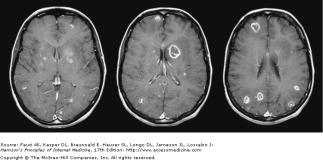 Source: Fauci AS, Kasper DL, Braunwald E, Hauser SL, Longo DL, Jameson JL, Loscalzo J:
Harrison's Principles of Internal Medicine, 17th Edition: http://www.accessmedicine.com
Copyright © The McGraw-Hill Companies, Inc. All rights reserved.